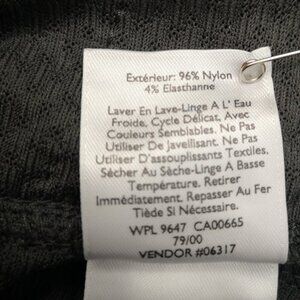 Extérieur: 96% Nylon
4% Elasthanne
Laver En Lave-Linge A L' Eau
Froide, Cycle Délicat, Avec
Couleurs Semblables. Ne Pas
Utiliser De Javellisant. Ne Pas
Utiliser D'assouplissants Textiles.
Sécher Au Sèche-Linge A Basse
Température. Retirer
Immédiatement. Repasser Au Fer
Tiède Si Nécessaire.
WPL 9647 CA00665
79/00
VENDOR #06317